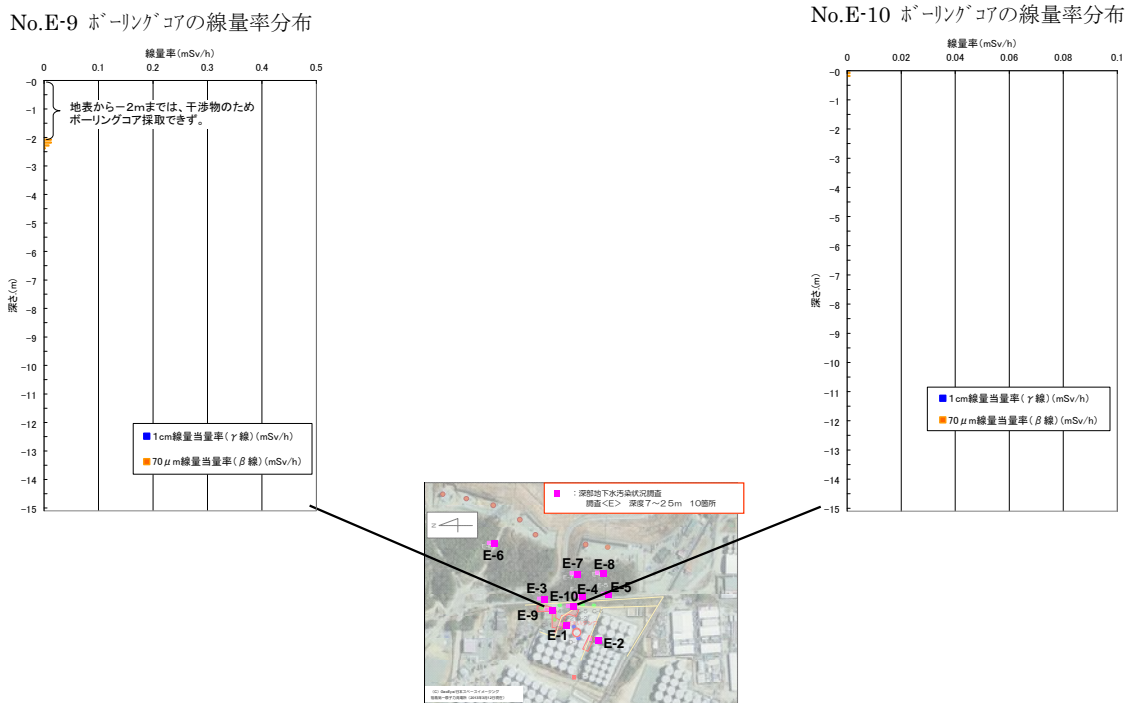 No.E-9 ボーリングコアの線量率分布
線量率(mSv/h)
0 0.1 0.2 0.3 0.4 0.5
-0
-1
-2
-3
-4
-5
-6
-7
-8
-9
-10
-11
-12
-13
-14
-15
深さ(m)
地表から-2mまでは、干渉物のため
ボーリングコア採取できず。
■1cm線量当量率(γ線)(mSv/h)
■70μm線量当量率(β線)(mSv/h)
No.E-10 ボーリングコアの線量率分布
線量率(mSv/h)
0 0.02 0.04 0.06 0.08 0.1
-0
-1
-2
-3
-4
-5
-6
-7
-8
-9
-10
-11
-12
-13
-14
-15
深さ(m)
■1cm線量当量率(γ線)(mSv/h)
■70μm線量当量率(β線)(mSv/h)
■ :深部地下水汚染状況調査
調査<E> 深度7~25m 10箇所
N
E-6
E-7 E-8
E-3 E-4 E-5
E-10
E-9
E-1
E-2